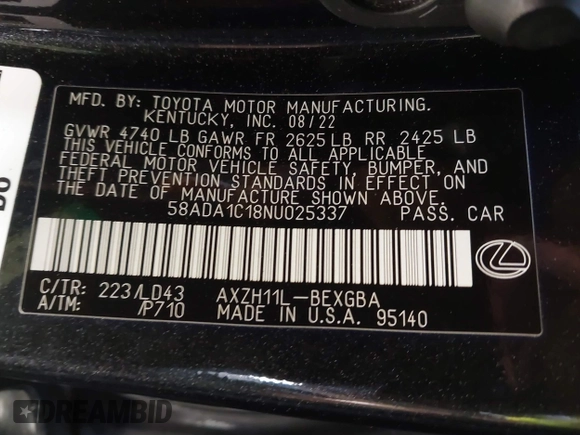 MFD. BY: TOYOTA MOTOR MANUFACTURING.
KENTUCKY, INC. 08/22
GVWR 4740 LB GAWR FR 2625 LB RR 2425 LB
THIS VEHICLE CONFORMS TO ALL APPLICABLE
FEDERAL MOTOR VEHICLE SAFETY, BUMPER, AND
THEFT PREVENTION STANDARDS IN EFFECT ON
THE DATE OF MANUFACTURE SHOWN ABOVE.
58ADA1C18NU025337 PASS. CAR
C/TR: 223/LD43 AXZH11L-BEXGBA
A/TM: /P710 MADE IN U.S.A. 95140
DREAMBID